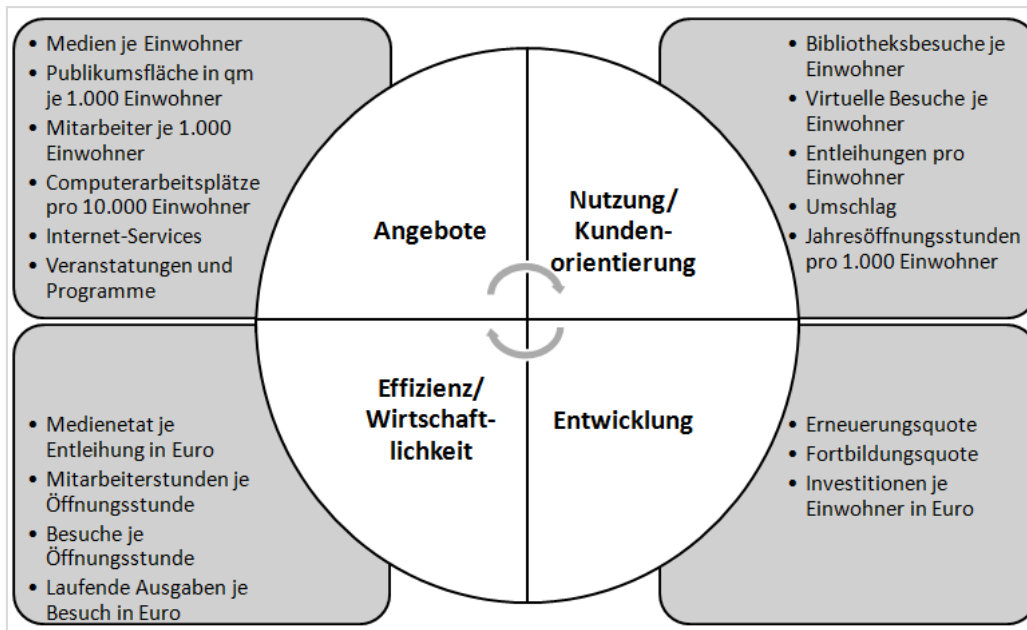 • Medien je Einwohner
• Publikumsfläche in qm
je 1.000 Einwohner
• Mitarbeiter je 1.000
Einwohner
• Computerarbeitsplätze
pro 10.000 Einwohner
• Internet-Services
• Veranstatungen und
Programme
Angebote
Nutzung/
Kunden-
orientierung
• Bibliotheksbesuche je
Einwohner
• Virtuelle Besuche je
Einwohner
• Entleihungen pro
Einwohner
• Umschlag
• Jahresöffnungsstunden
pro 1.000 Einwohner
• Medienetat je
Entleihung in Euro
• Mitarbeiterstunden je
Öffnungsstunde
• Besuche je
Öffnungsstunde
• Laufende Ausgaben je
Besuch in Euro
Effizienz/
Wirtschaft-
lichkeit
Entwicklung
• Erneuerungsquote
• Fortbildungsquote
• Investitionen je
Einwohner in Euro